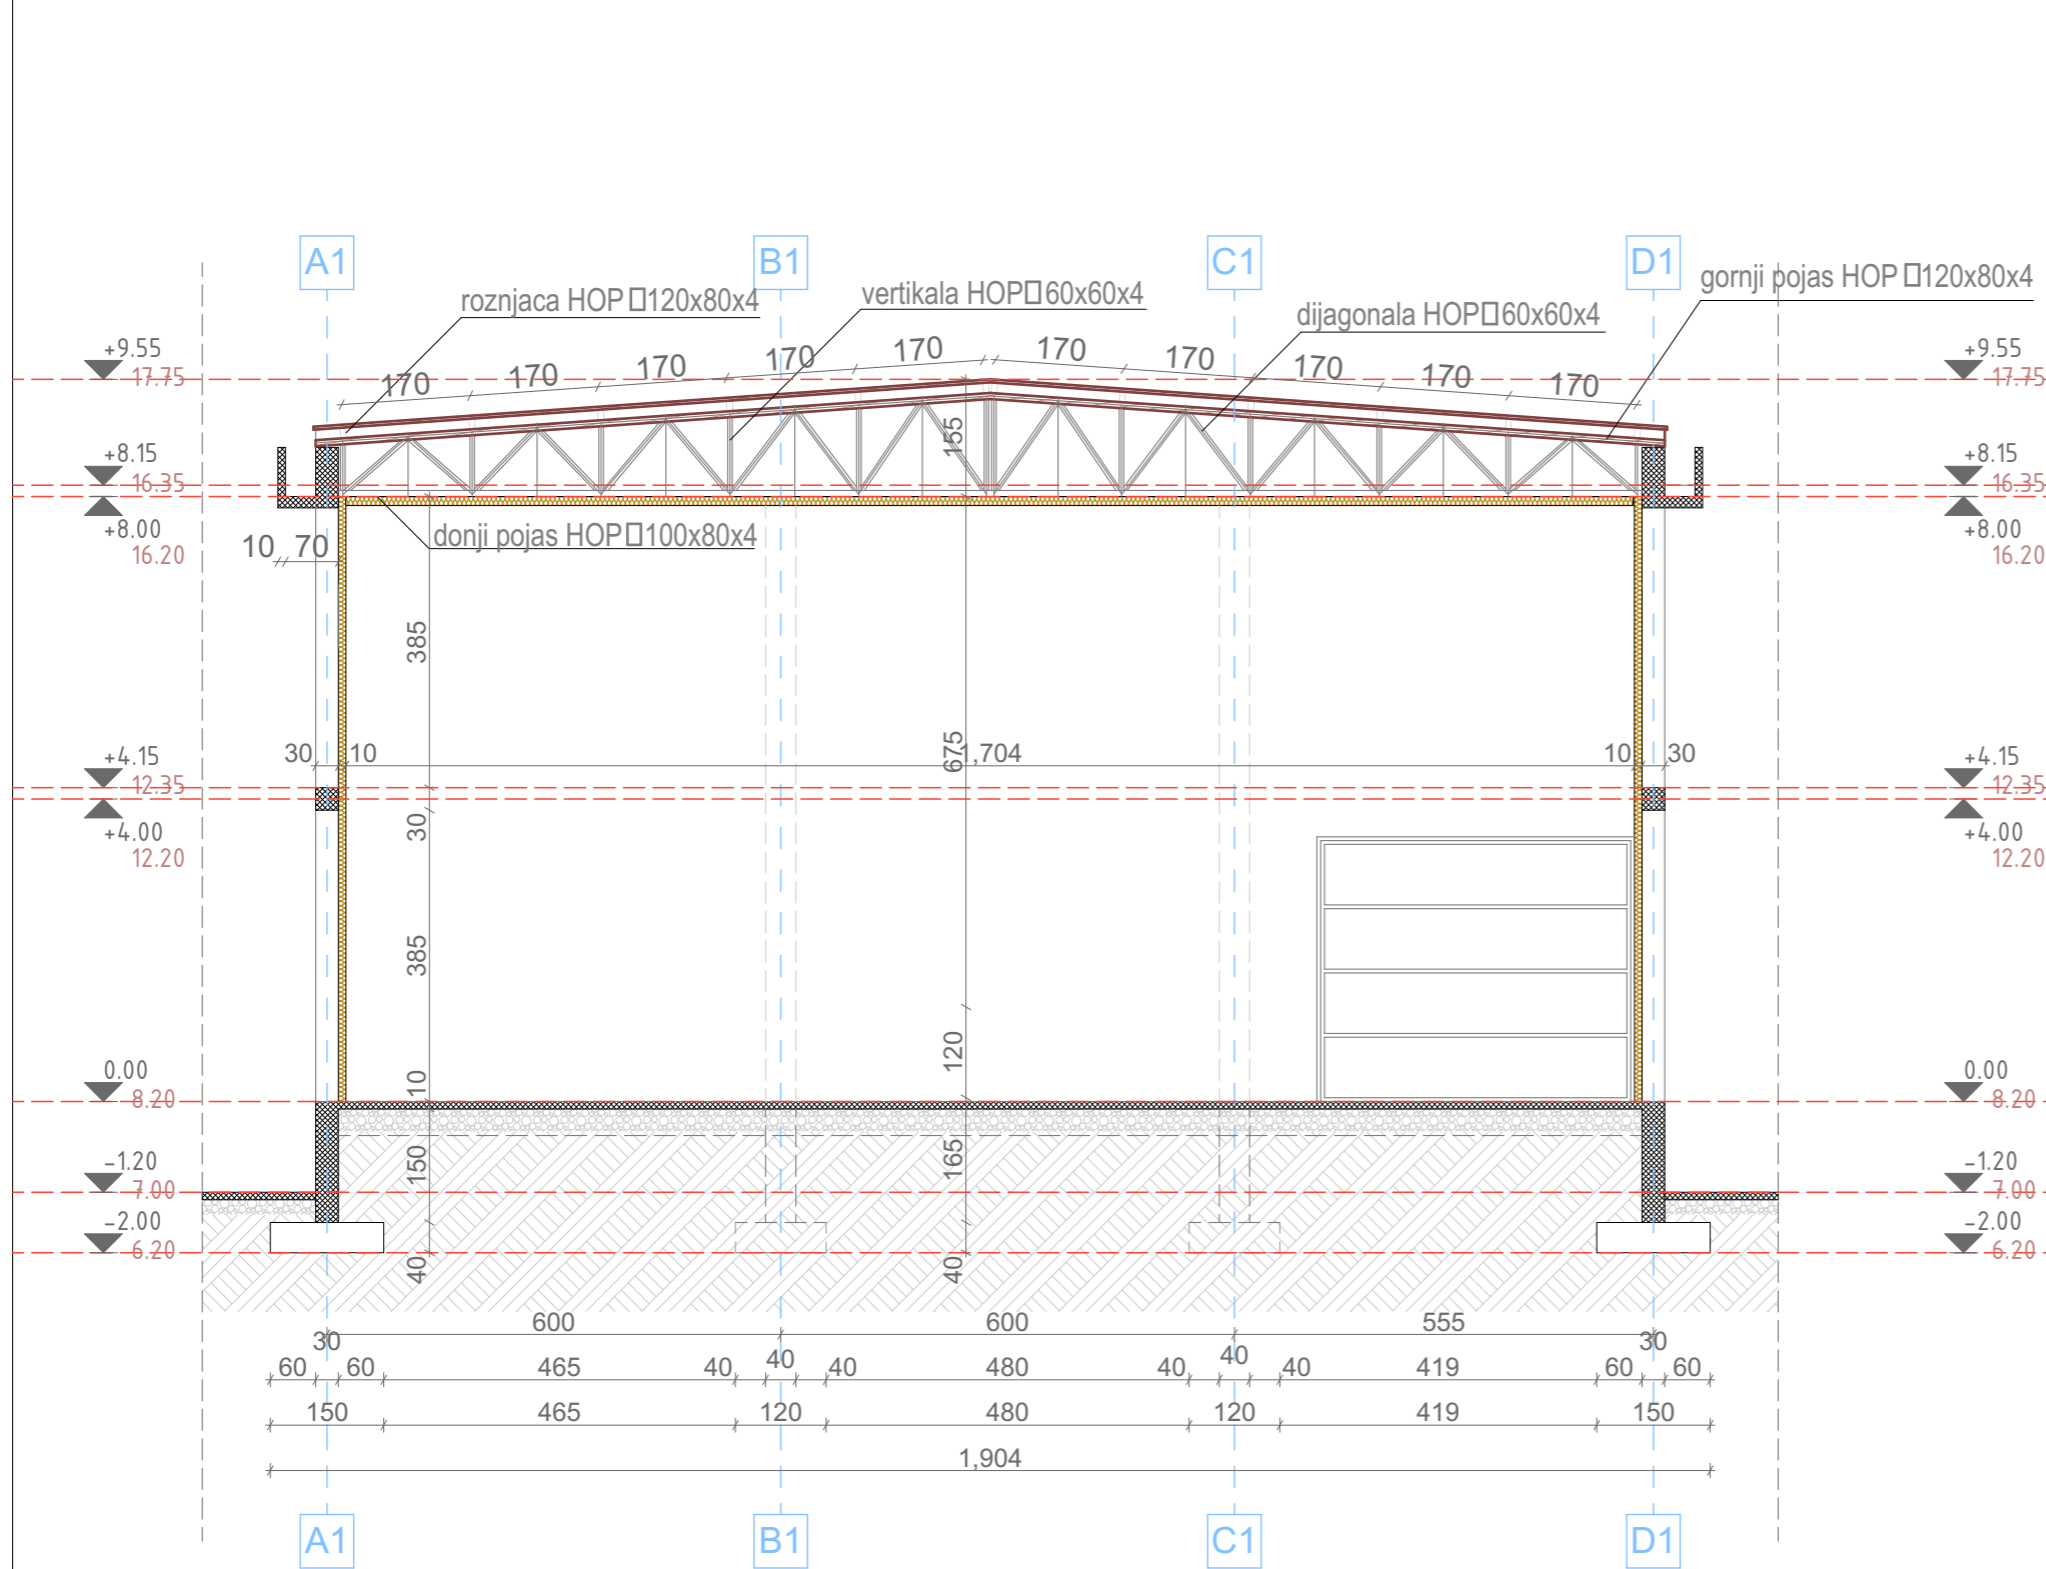 A1 B1 C1 D1
roznjaca HOP□120x80x4
vertikala HOP□60x60x4
dijagonala HOP□60x60x4
gornji pojas HOP□120x80x4
170 170 170 170 170 170 170 170 170 170
+9.55 +9.55
17.75 17.75
155
+8.15 +8.15
16.35 16.35
+8.00 +8.00
16.20 16.20
donji pojas HOP□100x80x4
10 70
385
675
30 10 1,704 10 30
+4.15 +4.15
12.35 12.35
30
+4.00 +4.00
12.20 12.20
385
120
10
0.00 0.00
8.20 8.20
150 165
-1.20 -1.20
7.00 7.00
-2.00 -2.00
6.20 6.20
40 40
600 600 555
30 30
60 60 465 40 40 40 480 40 40 40 419 60 60
150 465 120 480 120 419 150
1,904
A1 B1 C1 D1